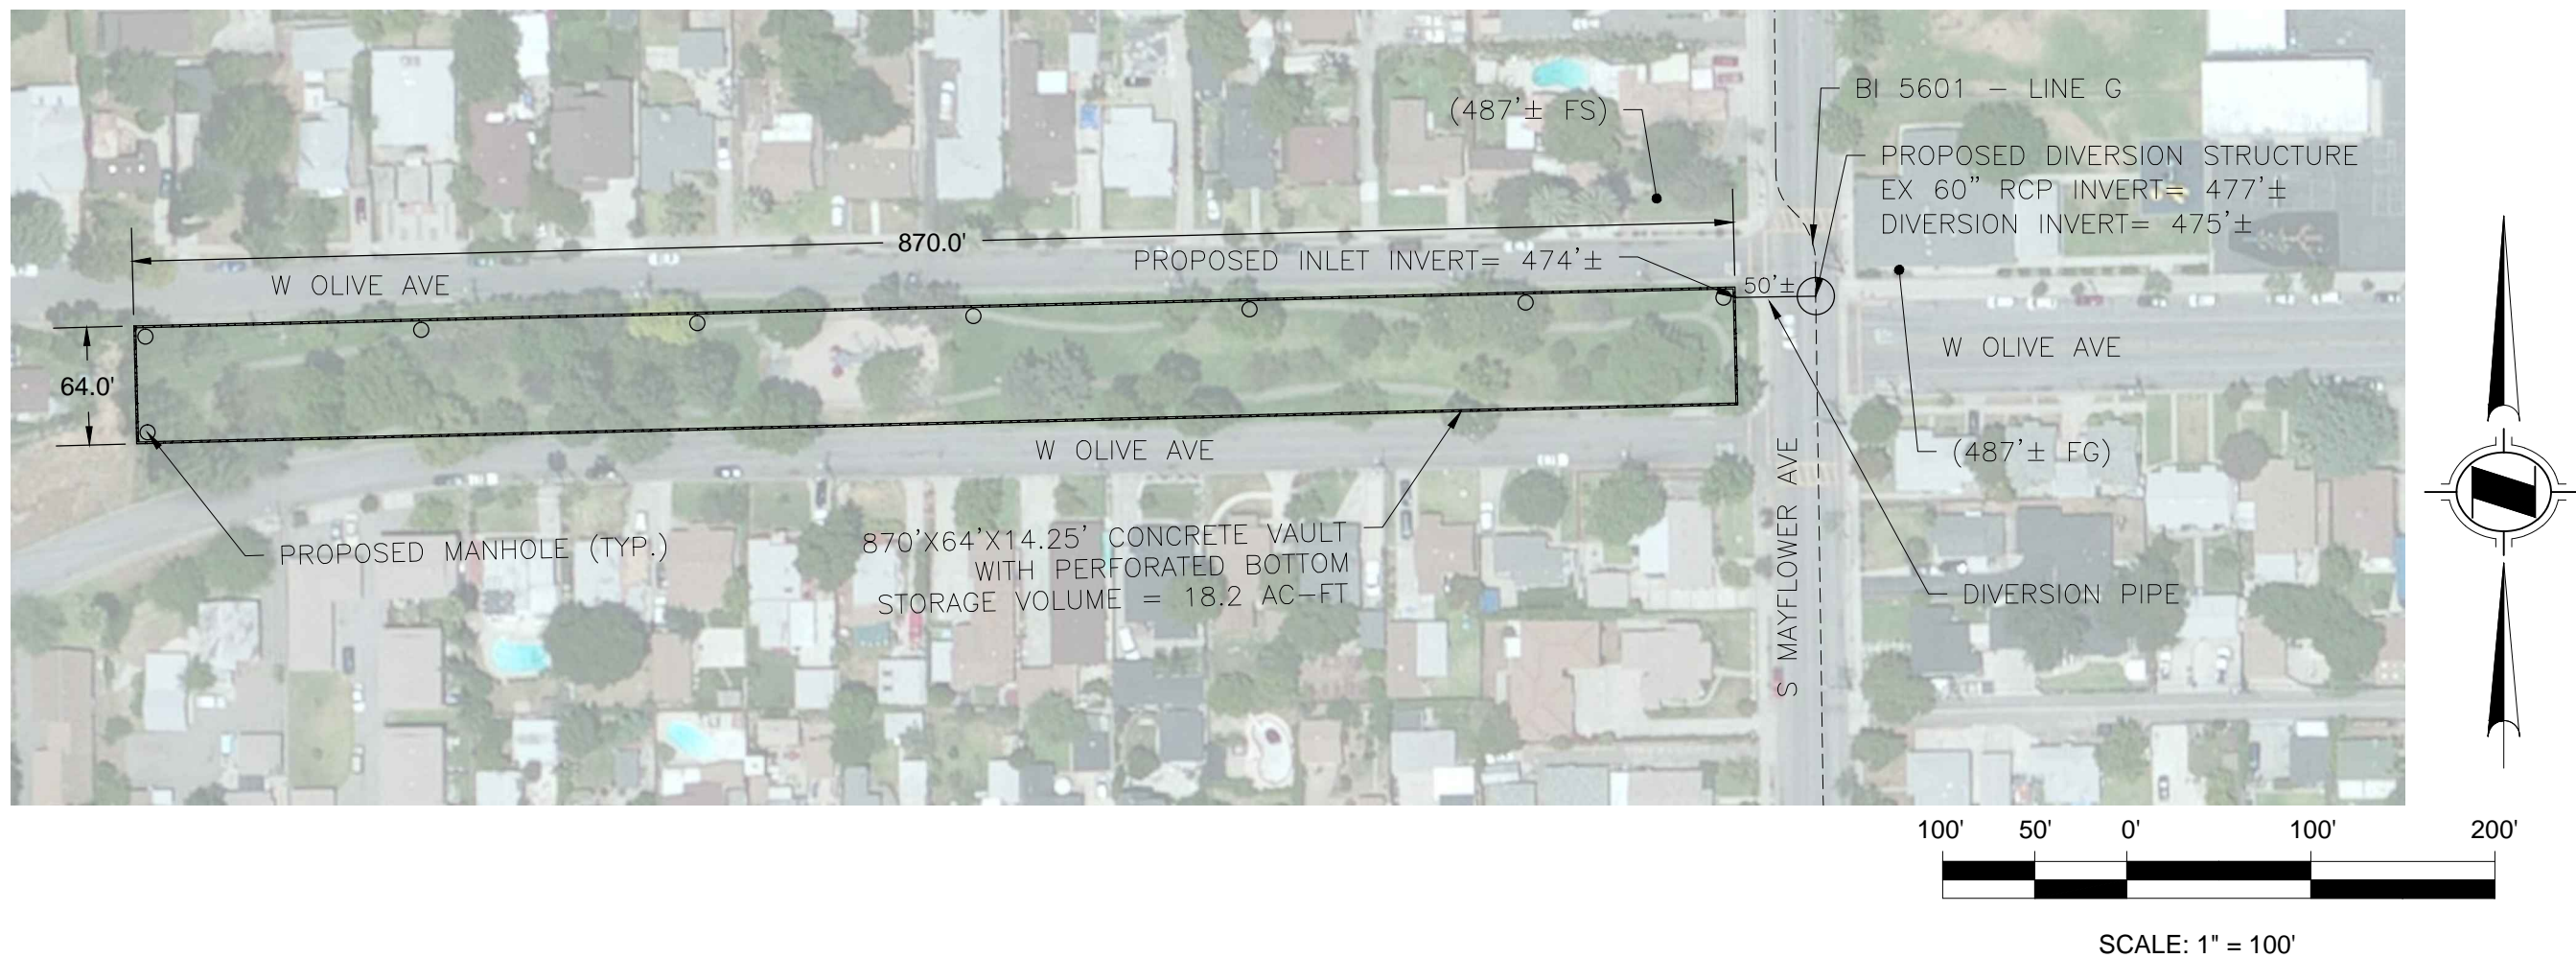 BI 5601 - LINE G
(487'± FS)
PROPOSED DIVERSION STRUCTURE
EX 60" RCP INVERT= 477'±
DIVERSION INVERT= 475'±
870.0'
PROPOSED INLET INVERT= 474'±
W OLIVE AVE
50'±
W OLIVE AVE
64.0'
W OLIVE AVE
(487'± FG)
S MAYFLOWER AVE
PROPOSED MANHOLE (TYP.)
870'X64'X14.25' CONCRETE VAULT
WITH PERFORATED BOTTOM
STORAGE VOLUME = 18.2 AC-FT
DIVERSION PIPE
N
100' 50' 0' 100' 200'
SCALE: 1" = 100'